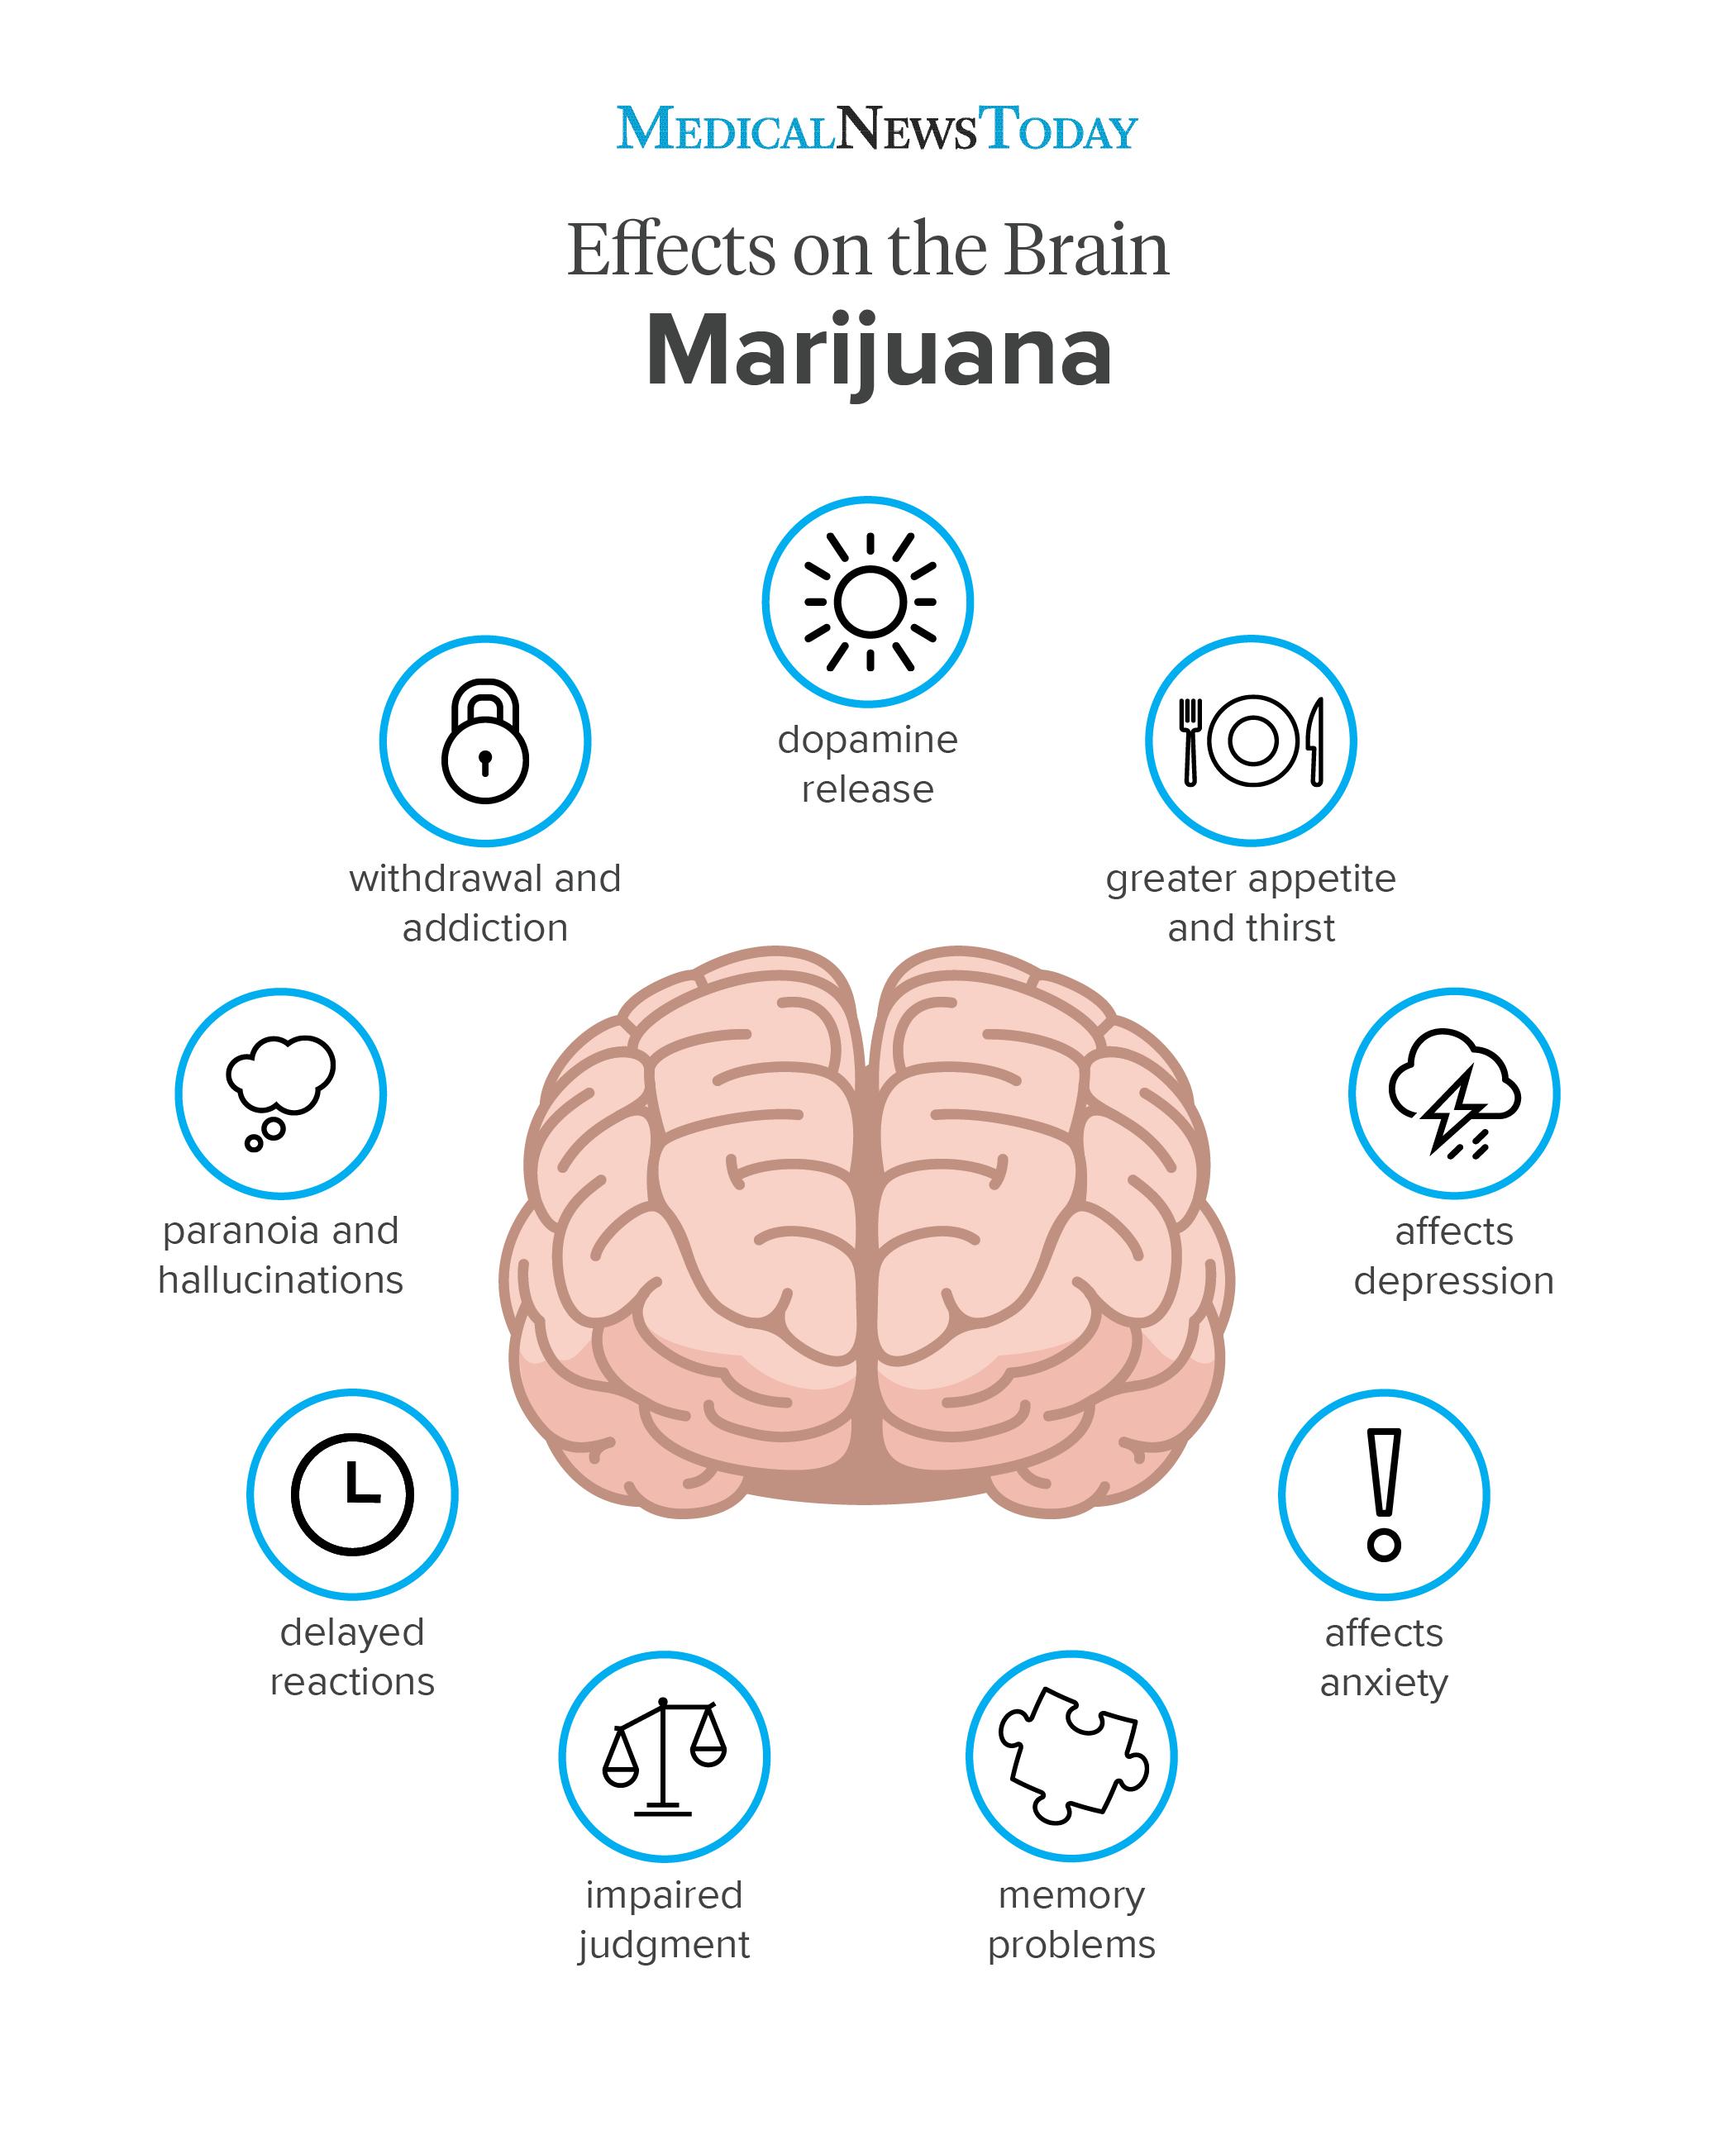 MEDICALNEWSTODAY
Effects on the Brain
Marijuana
dopamine
release
withdrawal and
addiction
greater appetite
and thirst
paranoia and
hallucinations
affects
depression
delayed
reactions
affects
anxiety
impaired
judgment
memory
problems